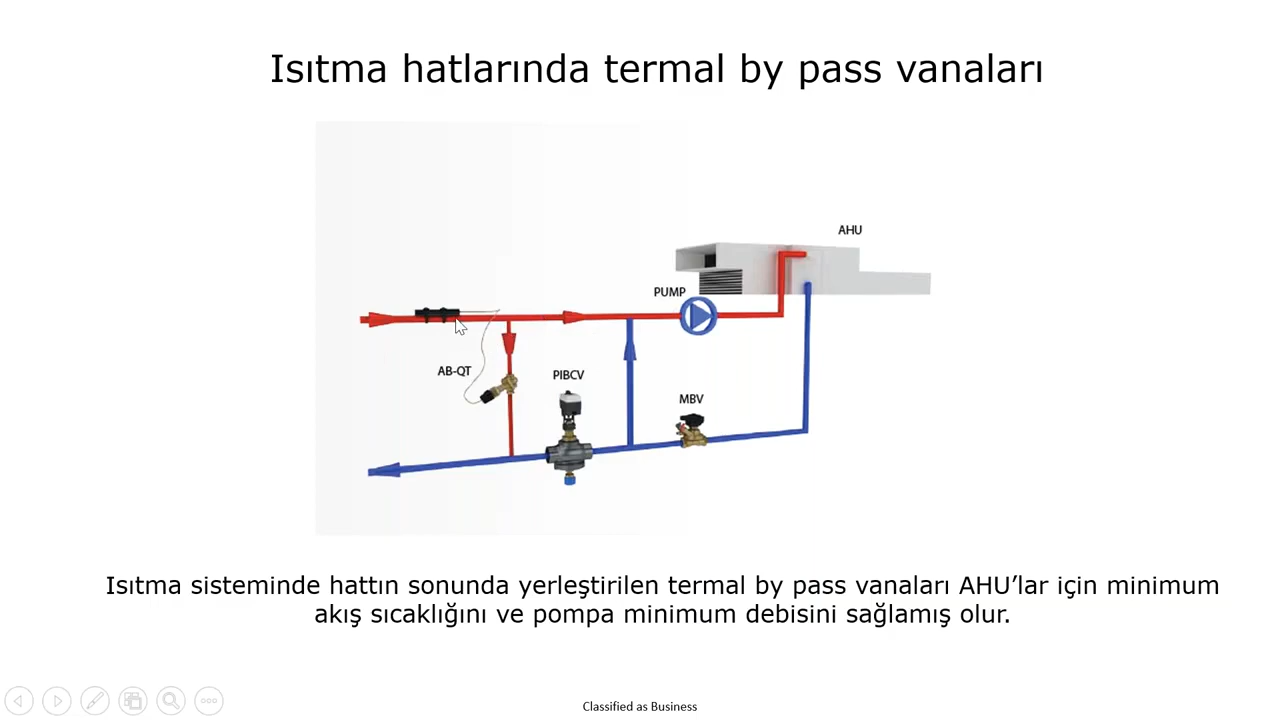 Isıtma hatlarında termal by pass vanaları
AHU
PUMP
AB-QT
PIBCV
MBV
Isıtma sisteminde hattın sonunda yerleştirilen termal by pass vanaları AHU’lar için minimum
akış sıcaklığını ve pompa minimum debisini sağlamış olur.
Classified as Business